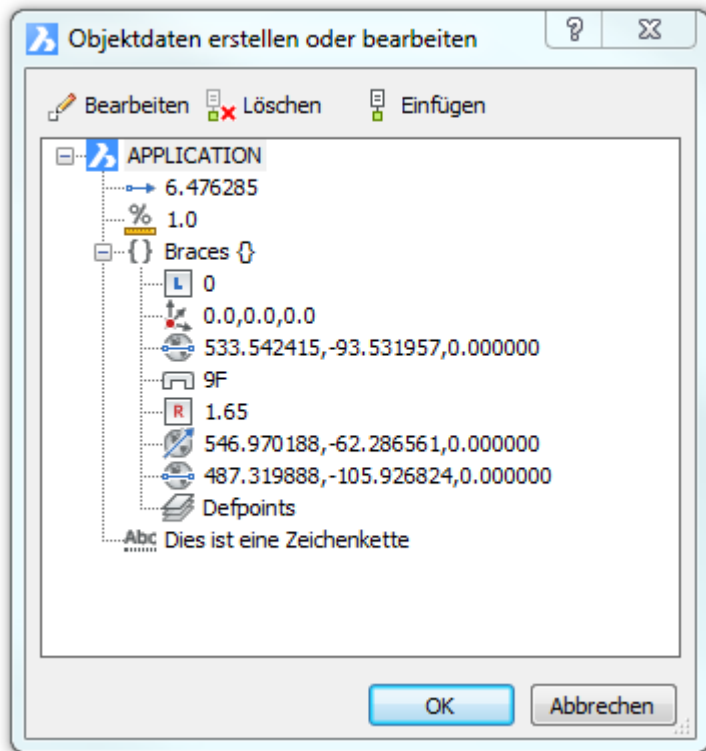 Objektdaten erstellen oder bearbeiten
Bearbeiten Löschen Einfügen
APPLICATION
6.476285
% 1.0
{ } Braces {}
L 0
0.0,0.0,0.0
533.542415,-93.531957,0.000000
9F
R 1.65
546.970188,-62.286561,0.000000
487.319888,-105.926824,0.000000
Defpoints
Abc Dies ist eine Zeichenkette
OK Abbrechen